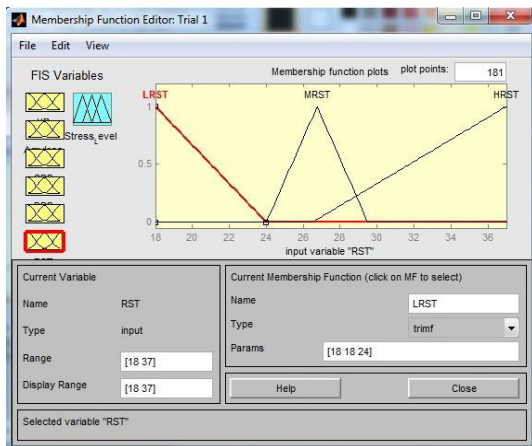 Membership Function Editor: Trial 1
File Edit View
FIS Variables
Membership function plots
plot points:
181
Stress_Level
LRST
MRST
HRST
1
0.5
0
18 20 22 24 26 28 30 32 34 36
input variable "RST"
Current Variable
Name RST
Type input
Range [18 37]
Display Range [18 37]
Current Membership Function (click on MF to select)
Name LRST
Type trimf
Params [18 18 24]
Help Close
Selected variable "RST"